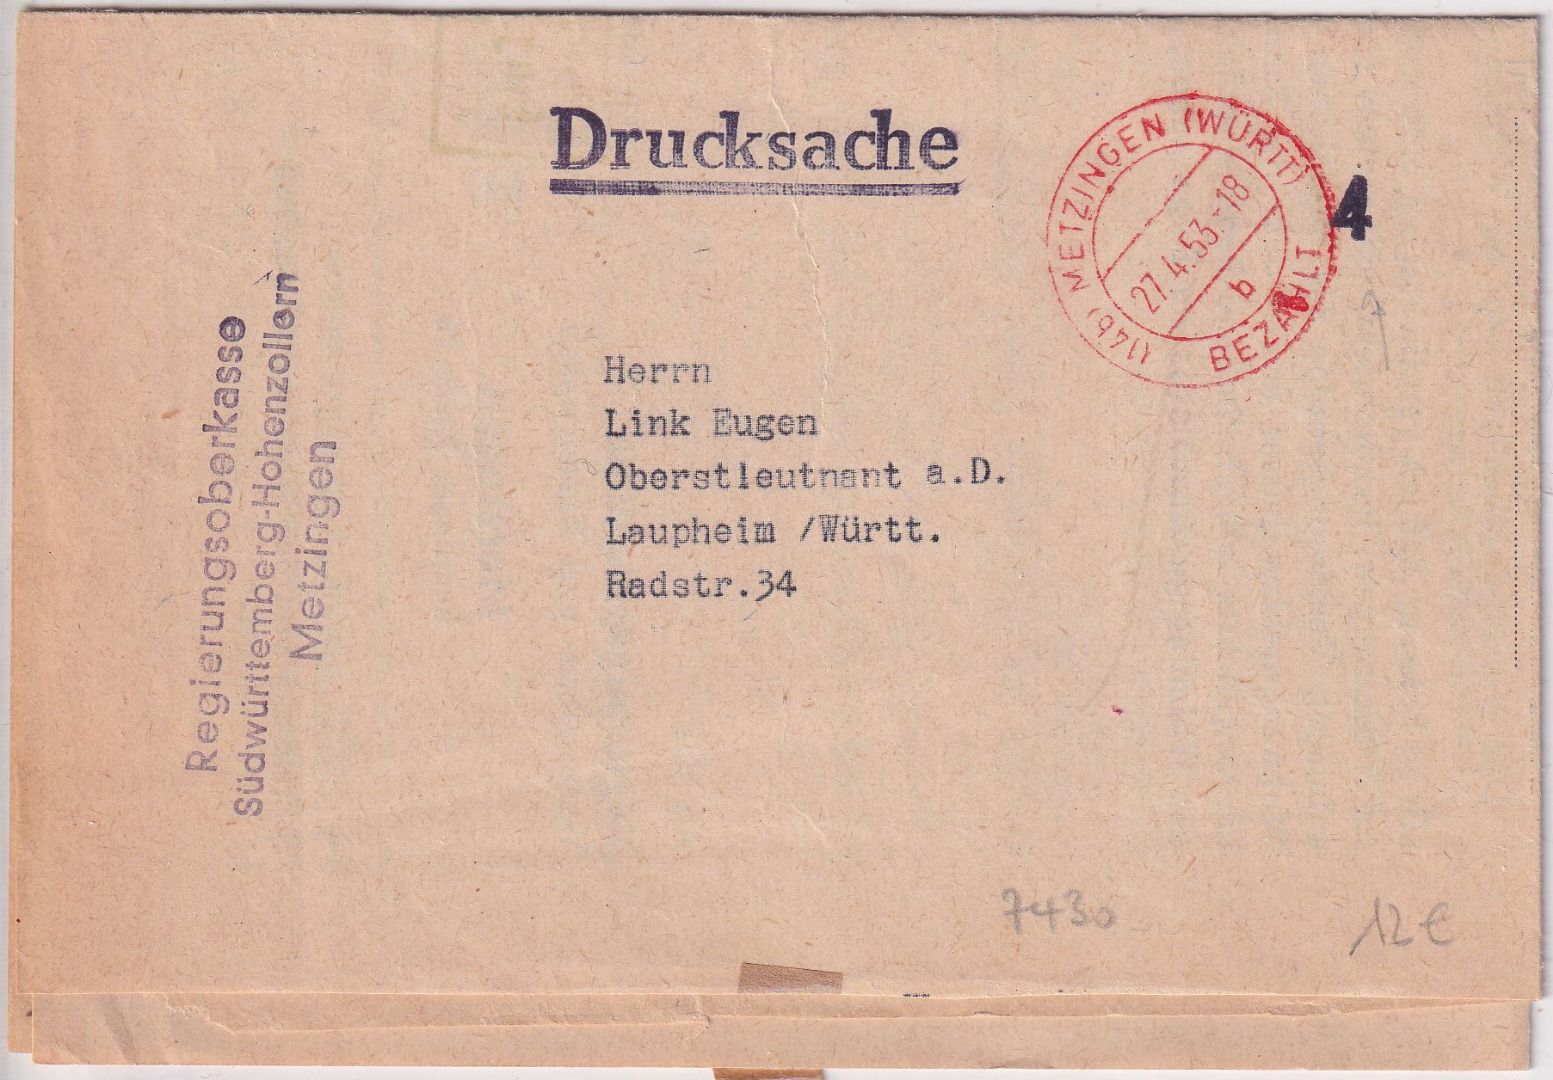 Drucksache
(14b) METZINGEN (WÜRTT)
27.4.53.-18
b
BEZAHLT
4
Regierungsoberkasse
Südwürttemberg-Hohenzollern
Metzingen
Herrn
Link Eugen
Oberstleutnant a.D.
Laupheim /Württ.
Radstr.34
7430
12 €